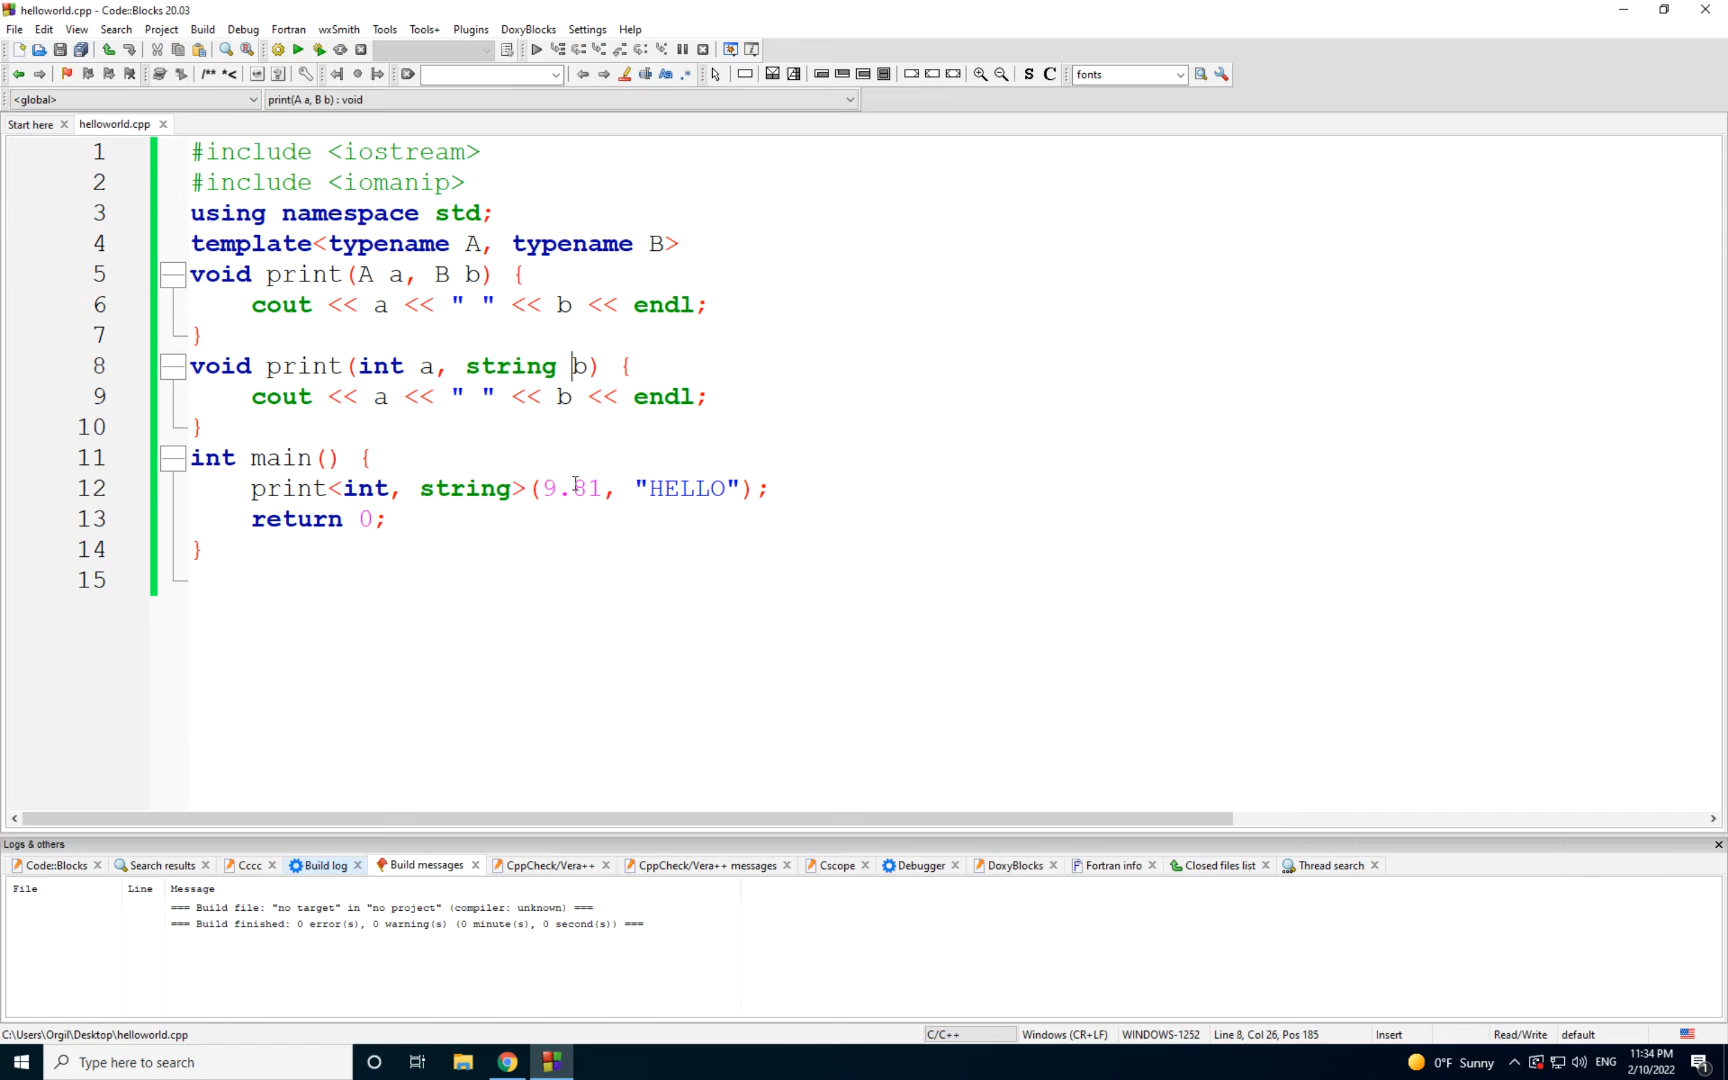 helloworld.cpp - Code::Blocks 20.03
File Edit View Search Project Build Debug Fortran wxSmith Tools Tools+ Plugins DoxyBlocks Settings Help
/** *< .* S C fonts
<global> print(A a, B b) : void
Start here helloworld.cpp
1 #include <iostream>
2 #include <iomanip>
3 using namespace std;
4 template<typename A, typename B>
5 void print(A a, B b) {
6 cout << a << " " << b << endl;
7 }
8 void print(int a, string b) {
9 cout << a << " " << b << endl;
10 }
11 int main() {
12 print<int, string>(9.81, "HELLO");
13 return 0;
14 }
15
Logs & others
Code::Blocks Search results Cccc Build log Build messages CppCheck/Vera++ CppCheck/Vera++ messages Cscope Debugger DoxyBlocks Fortran info Closed files list Thread search
File Line Message
=== Build file: "no target" in "no project" (compiler: unknown) ===
=== Build finished: 0 error(s), 0 warning(s) (0 minute(s), 0 second(s)) ===
C:\Users\Orgil\Desktop\helloworld.cpp C/C++ Windows (CR+LF) WINDOWS-1252 Line 8, Col 26, Pos 185 Insert Read/Write default
Type here to search 0°F Sunny ENG 11:34 PM
2/10/2022 1